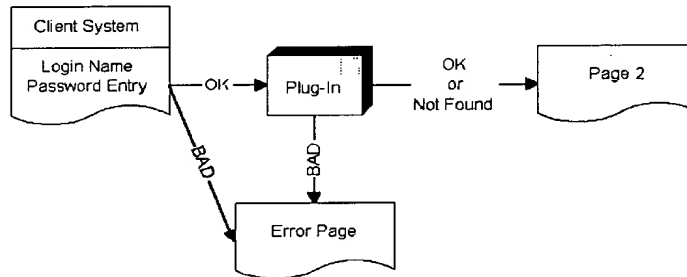 Client System
Login Name
Password Entry
OK
Plug-In
OK
or
Not Found
Page 2
BAD
BAD
Error Page